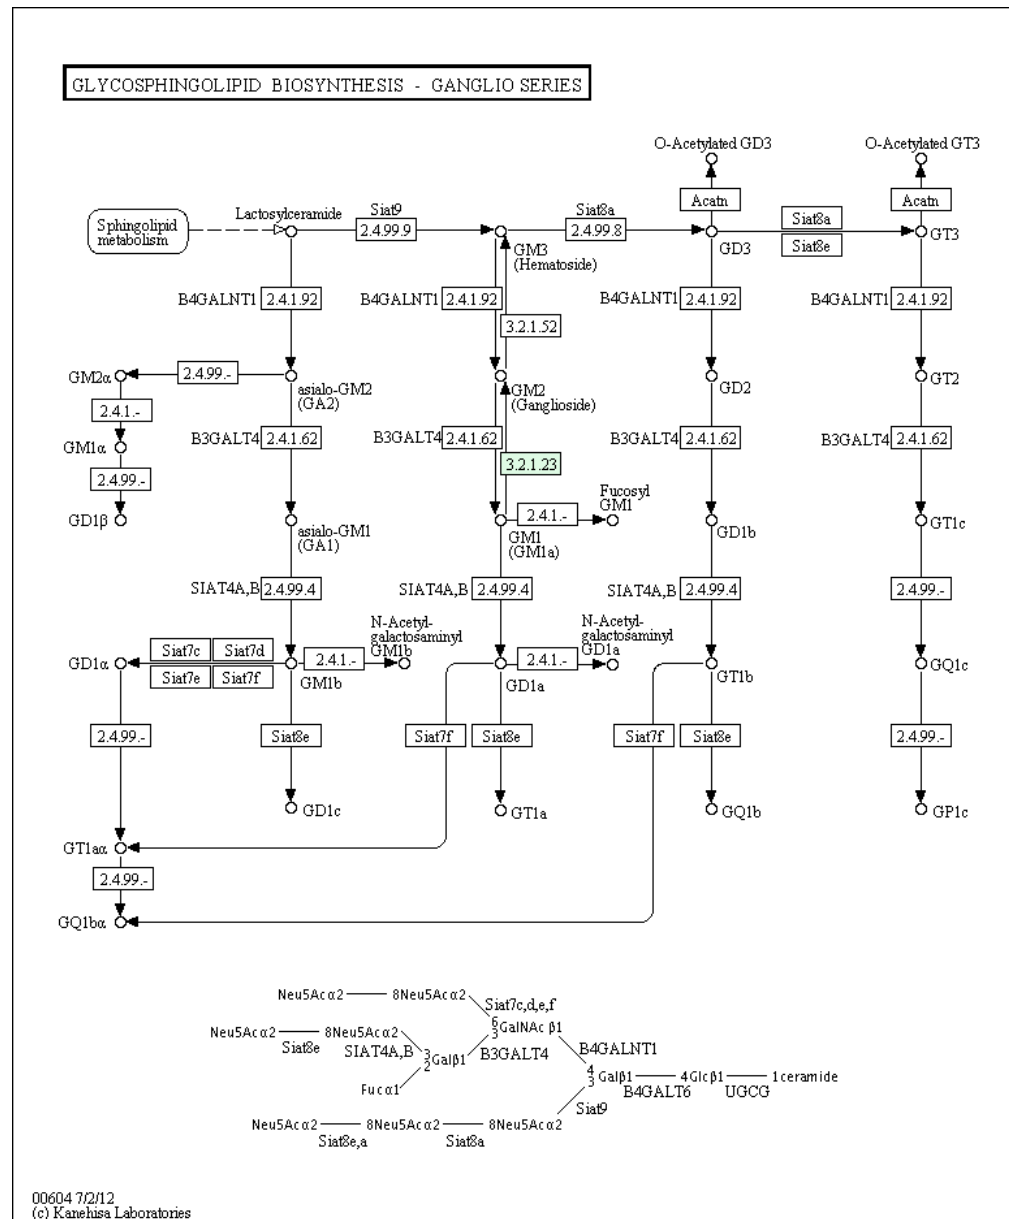 GLYCOSPHINGOLIPID BIOSYNTHESIS - GANGLIO SERIES
O-Acetylated GD3
O-Acetylated GT3
Acatn
Acatn
Sphingolipid
metabolism
Lactosylceramide
Siat9
2.4.99.9
Siat8a
2.4.99.8
Siat8a
Siat8e
GM3
(Hematoside)
GD3
GT3
B4GALNT1 2.4.1.92
B4GALNT1 2.4.1.92
B4GALNT1 2.4.1.92
B4GALNT1 2.4.1.92
3.2.1.52
GM2α
2.4.99.-
asialo-GM2
(GA2)
GM2
(Ganglioside)
GD2
GT2
2.4.1.-
GM1α
B3GALT4 2.4.1.62
B3GALT4 2.4.1.62
B3GALT4 2.4.1.62
B3GALT4 2.4.1.62
3.2.1.23
2.4.99.-
GD1β
asialo-GM1
(GA1)
GM1
(GM1a)
2.4.1.-
Fucosyl
GM1
GD1b
GT1c
SIAT4A,B 2.4.99.4
SIAT4A,B 2.4.99.4
SIAT4A,B 2.4.99.4
2.4.99.-
GD1α
Siat7c
Siat7d
Siat7e
Siat7f
GM1b
2.4.1.-
N-Acetyl-
galactosaminyl
GM1b
GD1a
2.4.1.-
N-Acetyl-
galactosaminyl
GD1a
GT1b
GQ1c
2.4.99.-
Siat8e
Siat7f
Siat8e
Siat7f
Siat8e
2.4.99.-
GD1c
GT1a
GQ1b
GP1c
GT1aα
2.4.99.-
GQ1bα
Neu5Acα2 8Neu5Acα2
Siat7c,d,e,f
6
3GalNAc β1
Neu5Acα2 8Neu5Acα2
Siat8e
SIAT4A,B
3
2Galβ1
B3GALT4
B4GALNT1
Fucα1
4
3 Galβ1 4Glcβ1 1ceramide
B4GALT6 UGCG
Siat9
Neu5Acα2 8Neu5Acα2 8Neu5Acα2
Siat8e,a Siat8a
00604 7/2/12
(c) Kanehisa Laboratories